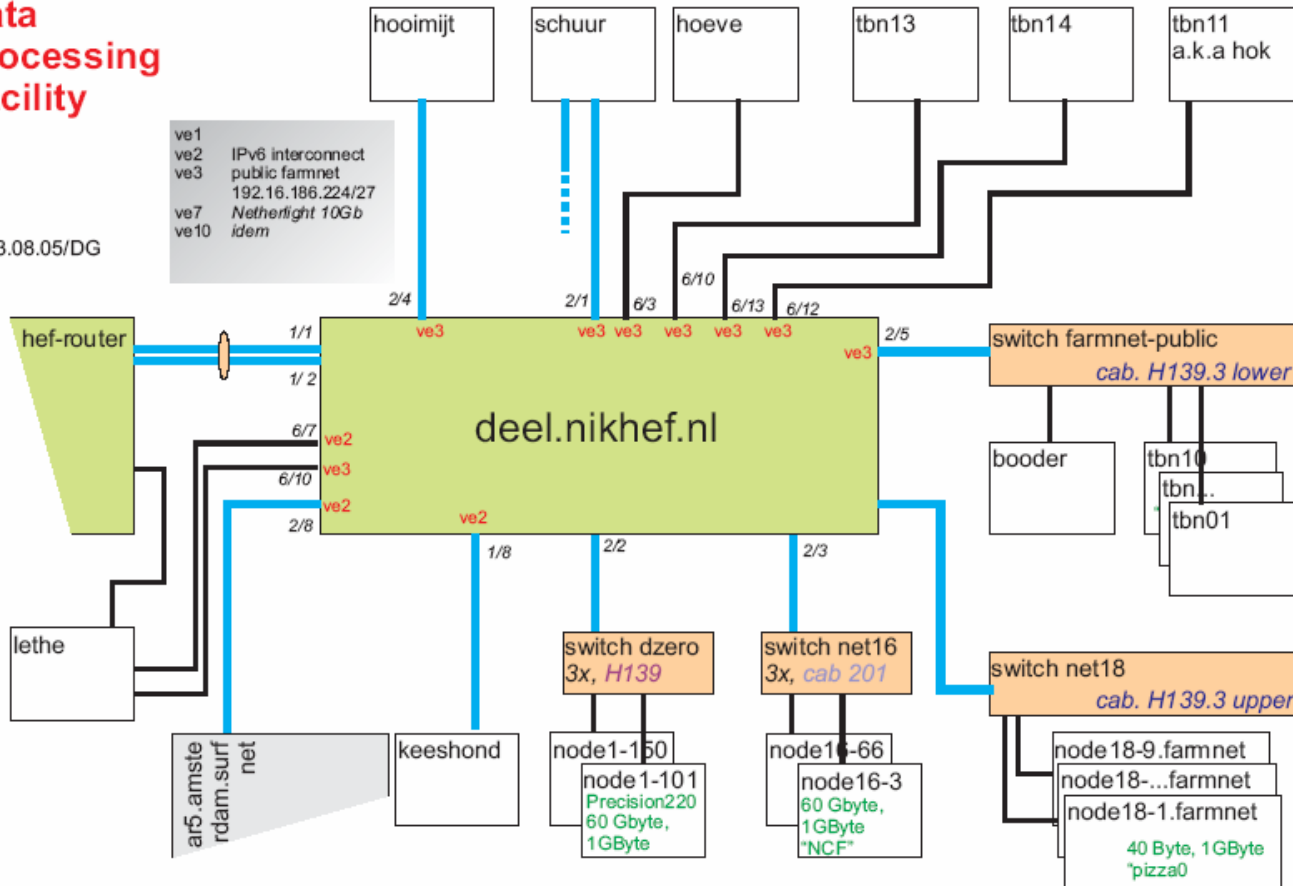 ata
ocessing
cility
hooimijt
schuur
hoeve
tbn13
tbn14
tbn11
a.k.a hok
ve1
ve2 IPv6 interconnect
ve3 public farmnet
192.16.186.224/27
ve7 Netherlight 10Gb
ve10 idem
3.08.05/DG
2/4
2/1
6/3
6/10
6/13
6/12
hef-router
1/1
1/2
ve3
ve3
ve3
ve3
ve3
ve3
ve3
2/5
switch farmnet-public
cab. H139.3 lower
deel.nikhef.nl
6/7
ve2
ve3
6/10
ve2
2/8
ve2
1/8
2/2
2/3
booder
tbn10
tbn...
tbn01
lethe
switch dzero
3x, H139
switch net16
3x, cab 201
switch net18
cab. H139.3 upper
ar5.amste
rdam.surf
net
keeshond
node1-150
node1-101
Precision220
60 Gbyte,
1GByte
node16-66
node16-3
60 Gbyte,
1GByte
"NCF"
node18-9.farmnet
node18-...farmnet
node18-1.farmnet
40 Byte, 1GByte
"pizza0